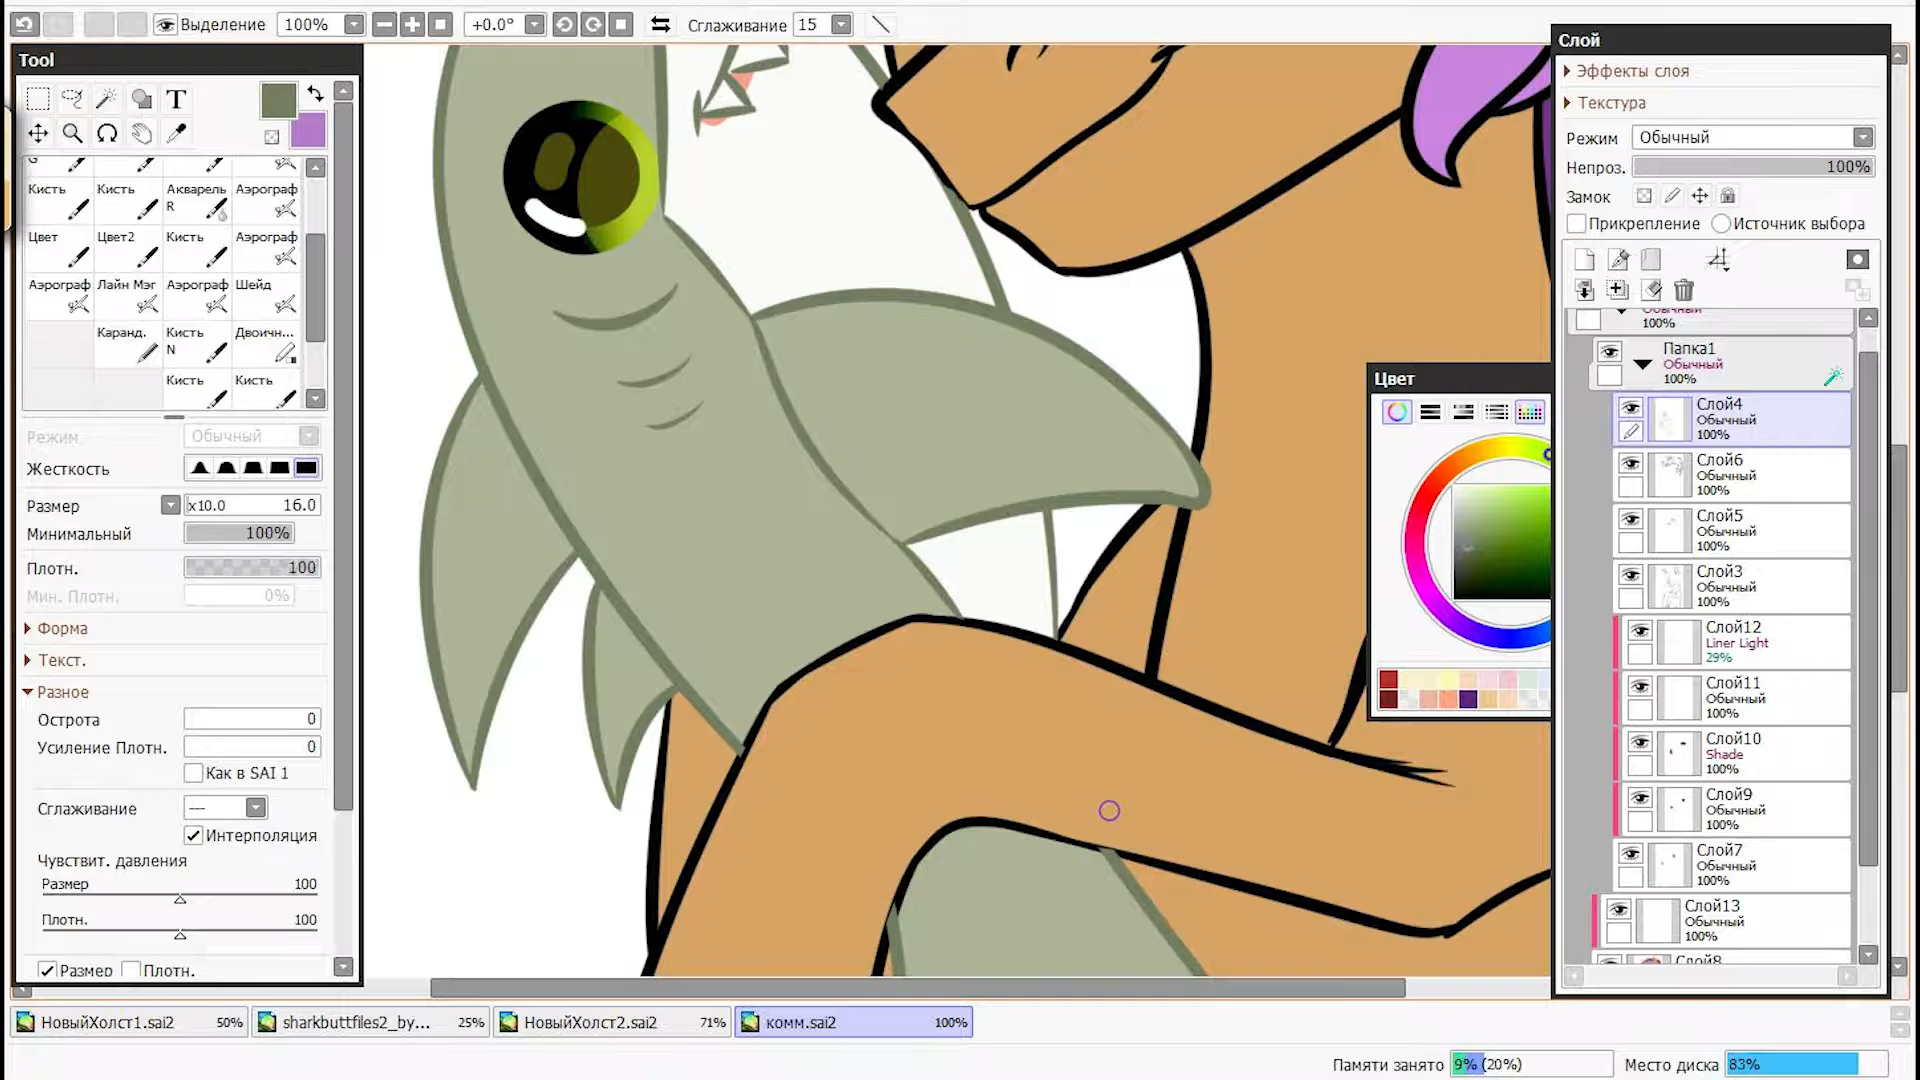 Выделение 100% +0.0° Сглаживание 15
Tool
T
Кисть Кисть Акварель R Аэрограф
Цвет Цвет2 Кисть Аэрограф
Аэрограф Лайн Мэг Аэрограф Шейд
Каранд. Кисть N Двоичн...
Кисть Кисть
Режим Обычный
Жесткость
Размер x10.0 16.0
Минимальный 100%
Плотн. 100
Мин. Плотн. 0%
Форма
Текст.
Разное
Острота 0
Усиление Плотн. 0
Как в SAI 1
Сглаживание ---
Интерполяция
Чувствит. давления
Размер 100
Плотн. 100
Размер Плотн.
Цвет
Слой
Эффекты слоя
Текстура
Режим Обычный
Непроз. 100%
Замок
Прикрепление Источник выбора
Обычный
100%
Папка1
Обычный
100%
Слой4
Обычный
100%
Слой6
Обычный
100%
Слой5
Обычный
100%
Слой3
Обычный
100%
Слой12
Liner Light
29%
Слой11
Обычный
100%
Слой10
Shade
100%
Слой9
Обычный
100%
Слой7
Обычный
100%
Слой13
Обычный
100%
Слой8
НовыйХолст1.sai2 50% sharkbuttfiles2_by... 25% НовыйХолст2.sai2 71% комм.sai2 100%
Памяти занято 9% (20%) Место диска 83%